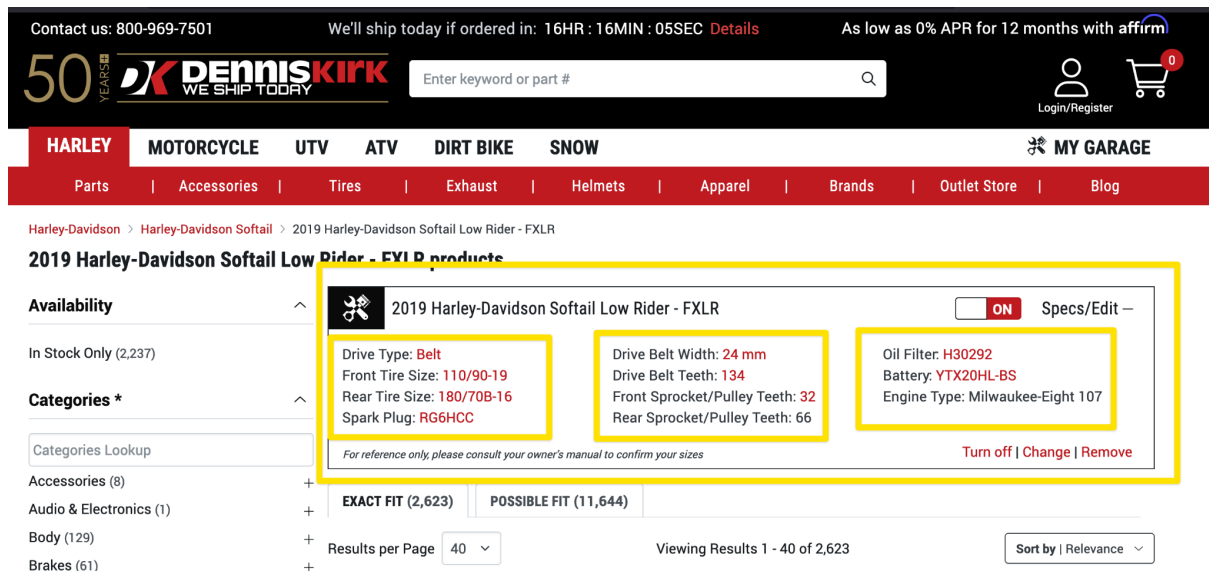 Contact us: 800-969-7501 We'll ship today if ordered in: 16HR : 16MIN : 05SEC Details As low as 0% APR for 12 months with affirm
50 YEARS+ DK DENNIS KIRK WE SHIP TODAY
Enter keyword or part #
0
Login/Register
HARLEY MOTORCYCLE UTV ATV DIRT BIKE SNOW MY GARAGE
Parts | Accessories | Tires | Exhaust | Helmets | Apparel | Brands | Outlet Store | Blog
Harley-Davidson > Harley-Davidson Softail > 2019 Harley-Davidson Softail Low Rider - FXLR
2019 Harley-Davidson Softail Low Rider - FXLR products
Availability
In Stock Only (2,237)
Categories *
Categories Lookup
Accessories (8) +
Audio & Electronics (1) +
Body (129) +
Brakes (61) +
2019 Harley-Davidson Softail Low Rider - FXLR ON Specs/Edit –
Drive Type: Belt
Front Tire Size: 110/90-19
Rear Tire Size: 180/70B-16
Spark Plug: RG6HCC
Drive Belt Width: 24 mm
Drive Belt Teeth: 134
Front Sprocket/Pulley Teeth: 32
Rear Sprocket/Pulley Teeth: 66
Oil Filter: H30292
Battery: YTX20HL-BS
Engine Type: Milwaukee-Eight 107
For reference only, please consult your owner's manual to confirm your sizes
Turn off | Change | Remove
EXACT FIT (2,623) POSSIBLE FIT (11,644)
Results per Page 40 Viewing Results 1 - 40 of 2,623 Sort by | Relevance